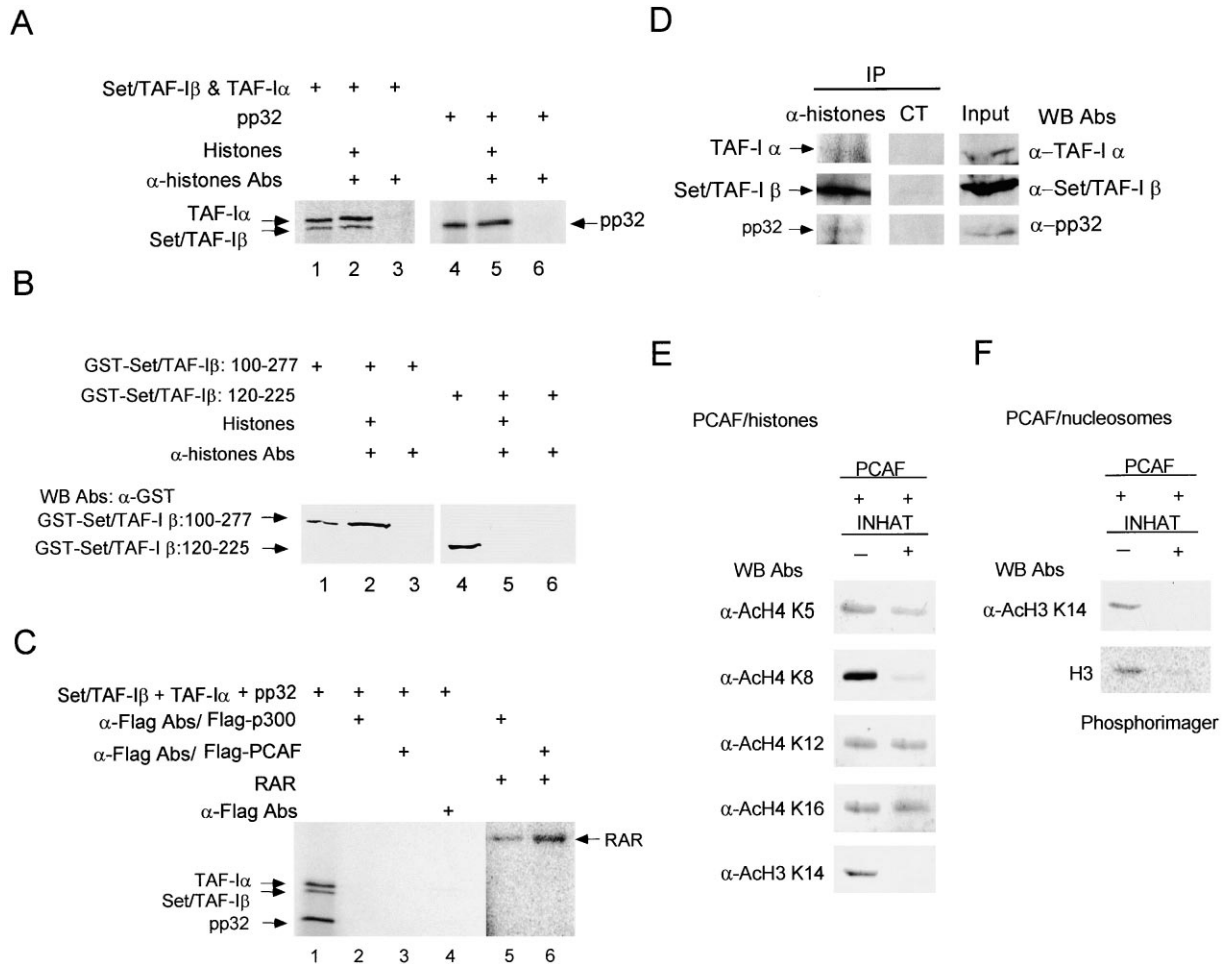 A
Set/TAF-Iβ & TAF-Iα + + +
pp32 + + +
Histones + +
α-histones Abs + + + +
TAF-Iα
Set/TAF-Iβ
pp32
1 2 3 4 5 6
B
GST-Set/TAF-Iβ: 100-277 + + +
GST-Set/TAF-Iβ: 120-225 + + +
Histones + +
α-histones Abs + + + +
WB Abs: α-GST
GST-Set/TAF-I β:100-277
GST-Set/TAF-I β:120-225
1 2 3 4 5 6
C
Set/TAF-Iβ + TAF-Iα + pp32 + + + +
α-Flag Abs/ Flag-p300 + +
α-Flag Abs/ Flag-PCAF + +
RAR + +
α-Flag Abs +
RAR
TAF-Iα
Set/TAF-Iβ
pp32
1 2 3 4 5 6
D
IP
α-histones CT Input WB Abs
TAF-I α α–TAF-I α
Set/TAF-I β α–Set/TAF-I β
pp32 α–pp32
E
PCAF/histones
PCAF
+ +
INHAT
– +
WB Abs
α-AcH4 K5
α-AcH4 K8
α-AcH4 K12
α-AcH4 K16
α-AcH3 K14
F
PCAF/nucleosomes
PCAF
+ +
INHAT
– +
WB Abs
α-AcH3 K14
H3
Phosphorimager